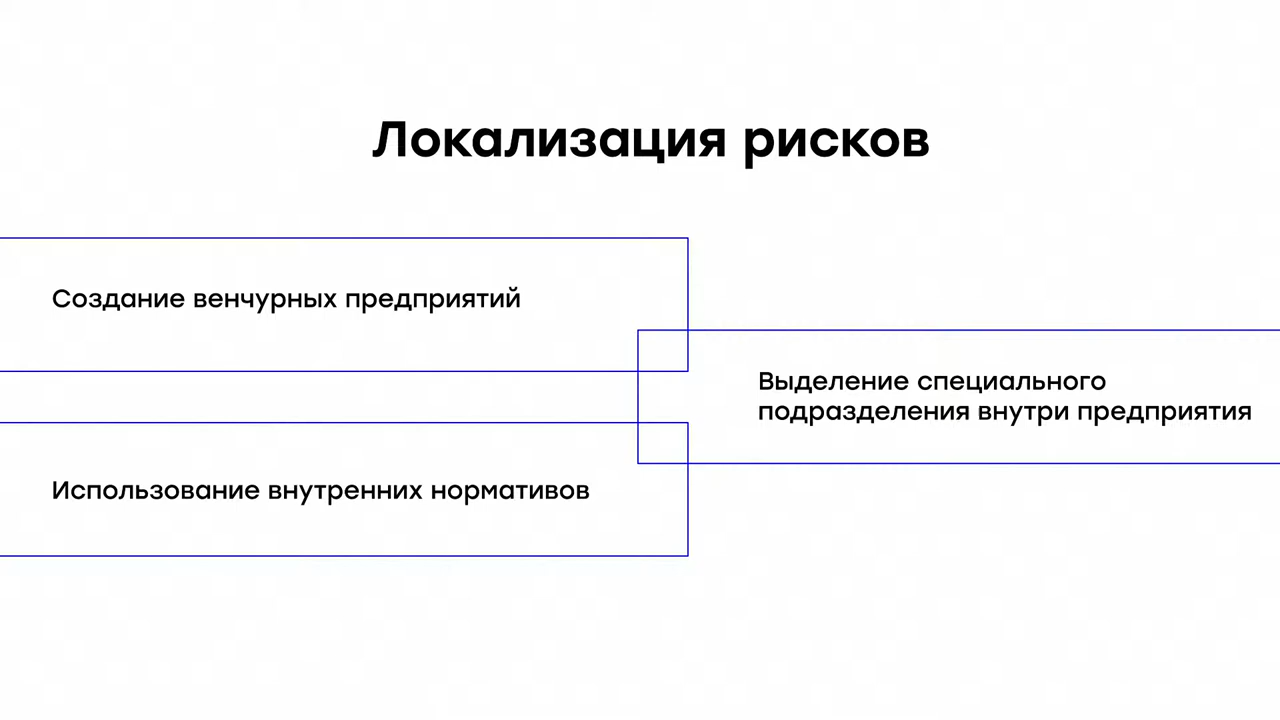 Локализация рисков
Создание венчурных предприятий
Выделение специального
подразделения внутри предприятия
Использование внутренних нормативов